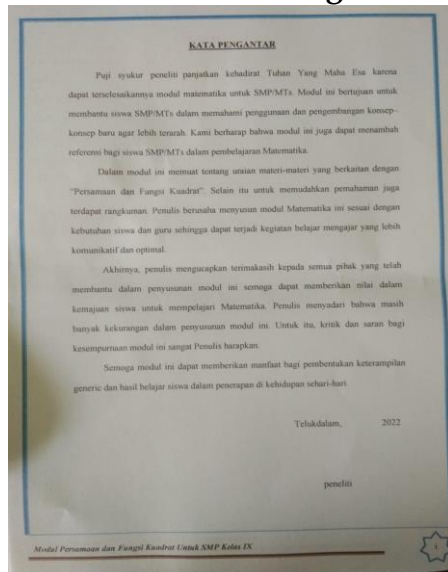 KATA PENGANTAR
Puji syukur peneliti panjatkan kehadirat Tuhan Yang Maha Esa karena
dapat terselesaikannya modul matematika untuk SMP/MTs. Modul ini bertujuan untuk
membantu siswa SMP/MTs dalam memahami penggunaan dan pengembangan konsep-
konsep baru agar lebih terarah. Kami berharap bahwa modul ini juga dapat menambah
referensi bagi siswa SMP/MTs dalam pembelajaran Matematika.
Dalam modul ini memuat tentang uraian materi-materi yang berkaitan dengan
"Persamaan dan Fungsi Kuadrat". Selain itu untuk memudahkan pemahaman juga
terdapat rangkuman. Penulis berusaha menyusun modul Matematika ini sesuai dengan
kebutuhan siswa dan guru sehingga dapat terjadi kegiatan belajar mengajar yang lebih
komunikatif dan optimal.
Akhirnya, penulis mengucapkan terimakasih kepada semua pihak yang telah
membantu dalam penyusunan modul ini semoga dapat memberikan nilai dalam
kemajuan siswa untuk mempelajari Matematika. Penulis menyadari bahwa masih
banyak kekurangan dalam penyusunan modul ini. Untuk itu, kritik dan saran bagi
kesempurnaan modul ini sangat Penulis harapkan.
Semoga modul ini dapat memberikan manfaat bagi pembentukan keterampilan
generic dan hasil belajar siswa dalam penerapan di kehidupan sehari-hari.
Telukdalam, 2022
peneliti
Modul Persamaan dan Fungsi Kuadrat Untuk SMP Kelas IX